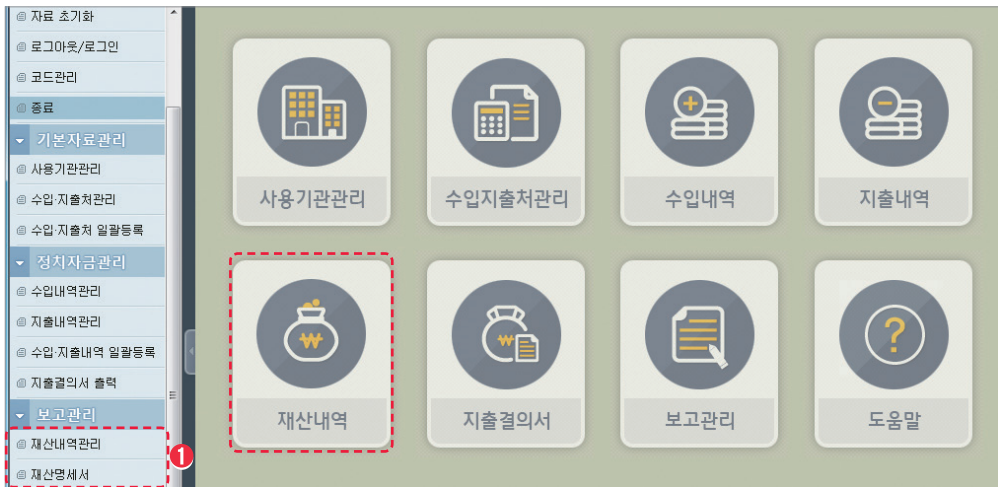 자료 초기화
로그아웃/로그인
코드관리
종료
기본자료관리
사용기관관리
수입·지출처관리
수입·지출처 일괄등록
정치자금관리
수입내역관리
지출내역관리
수입·지출내역 일괄등록
지출결의서 출력
보고관리
재산내역관리
재산명세서
1
사용기관관리
수입지출처관리
수입내역
지출내역
재산내역
지출결의서
보고관리
도움말